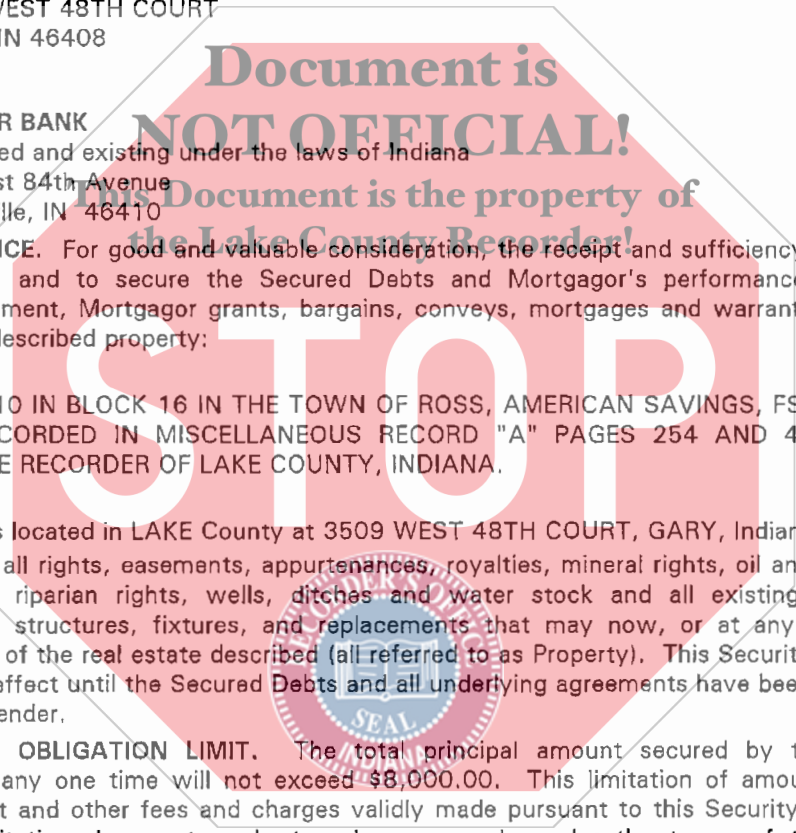 WEST 48TH COURT
IN 46408
Document is
R BANK
NOT OFFICIAL!
ed and existing under the laws of Indiana
st 84th Avenue
This Document is the property of
lle, IN 46410
the Lake County Recorder!
ICE. For good and valuable consideration, the receipt and sufficiency
and to secure the Secured Debts and Mortgagor's performance
ment, Mortgagor grants, bargains, conveys, mortgages and warrant
described property:
STOP
10 IN BLOCK 16 IN THE TOWN OF ROSS, AMERICAN SAVINGS, FS
CORDED IN MISCELLANEOUS RECORD "A" PAGES 254 AND 4
E RECORDER OF LAKE COUNTY, INDIANA.
s located in LAKE County at 3509 WEST 48TH COURT, GARY, Indian
all rights, easements, appurtenances, royalties, mineral rights, oil an
riparian rights, wells, ditches and water stock and all existing
structures, fixtures, and replacements that may now, or at any
of the real estate described (all referred to as Property). This Securit
effect until the Secured Debts and all underlying agreements have been
ender.
RECORDER'S OFFICE
SEAL
INDIANA
OBLIGATION LIMIT. The total principal amount secured by t
any one time will not exceed $8,000.00. This limitation of amou
t and other fees and charges validly made pursuant to this Security